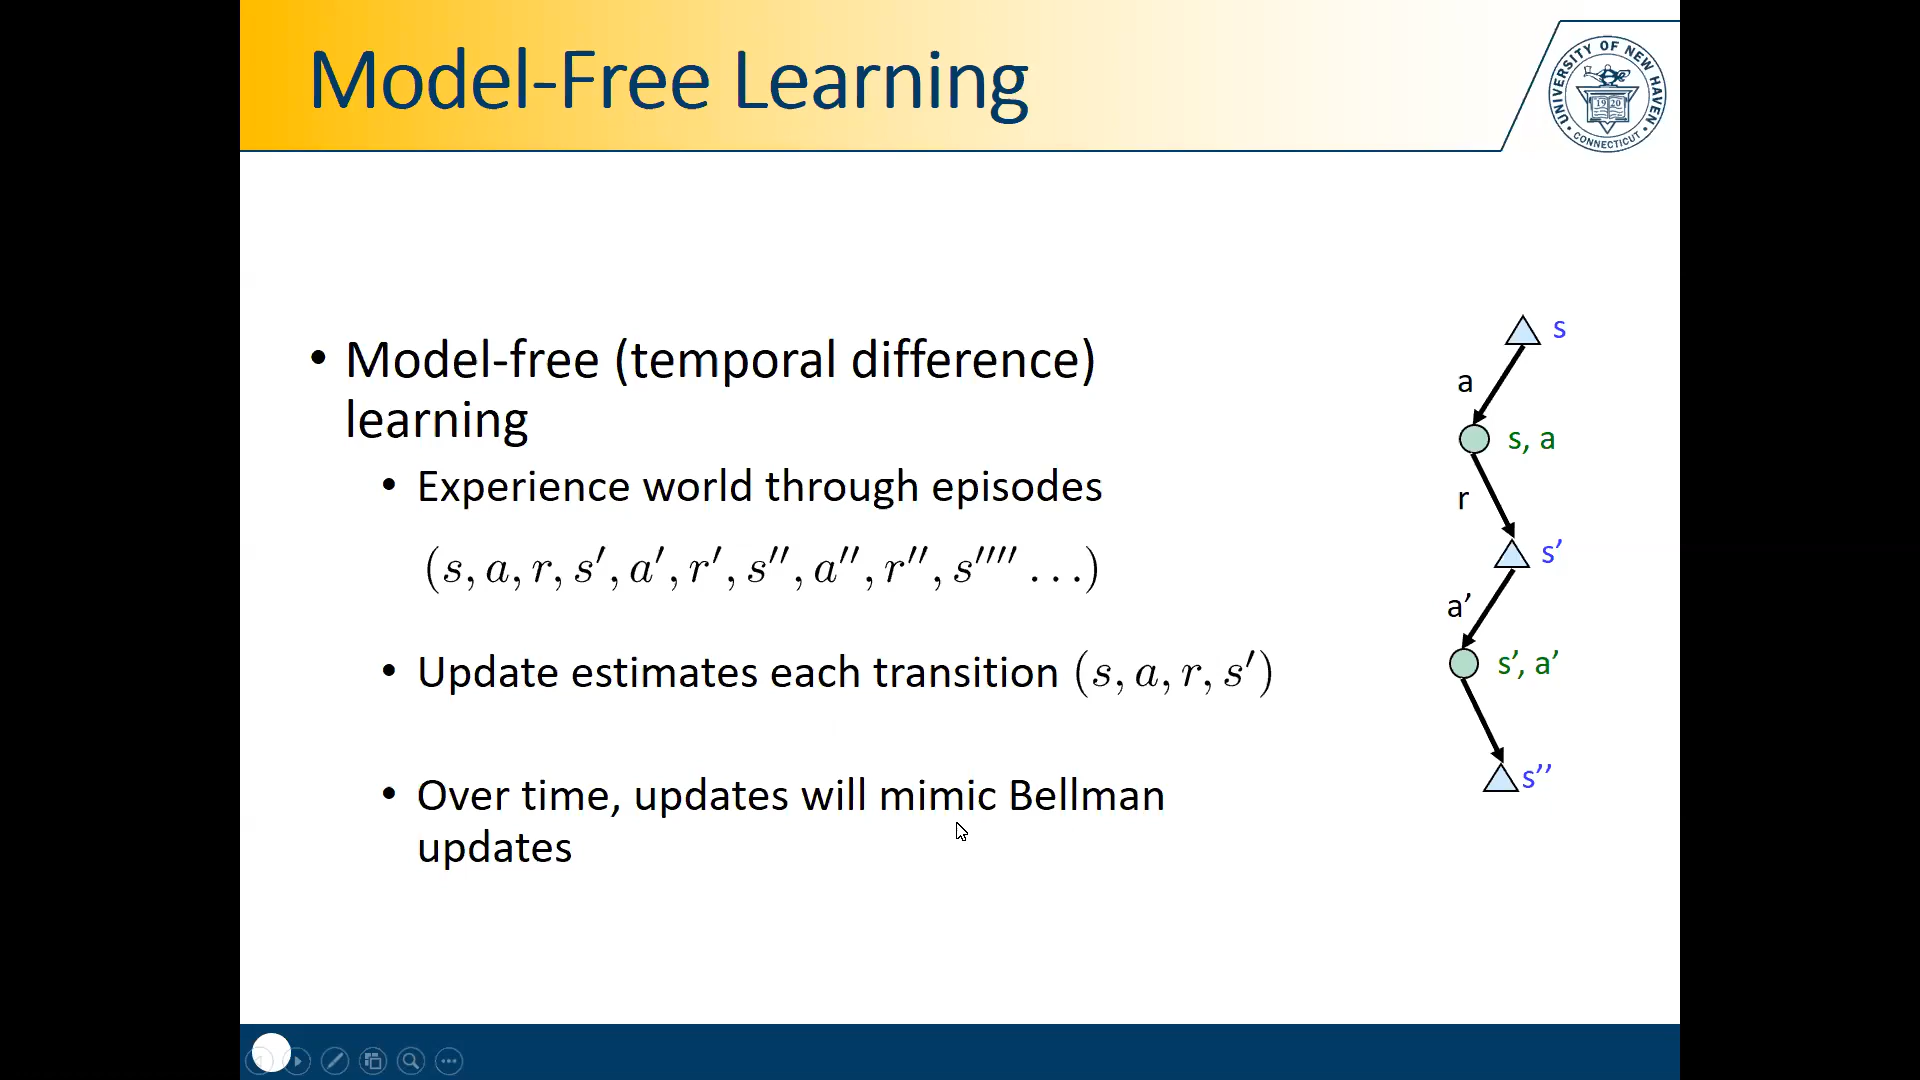 Model-Free Learning
UNIVERSITY OF NEW HAVEN
1920
CONNECTICUT
• Model-free (temporal difference)
learning
• Experience world through episodes
(s, a, r, s′, a′, r′, s′′, a′′, r′′, s′′′′ . . .)
• Update estimates each transition (s, a, r, s′)
• Over time, updates will mimic Bellman
updates
s
a
s, a
r
s’
a’
s’, a’
s’’